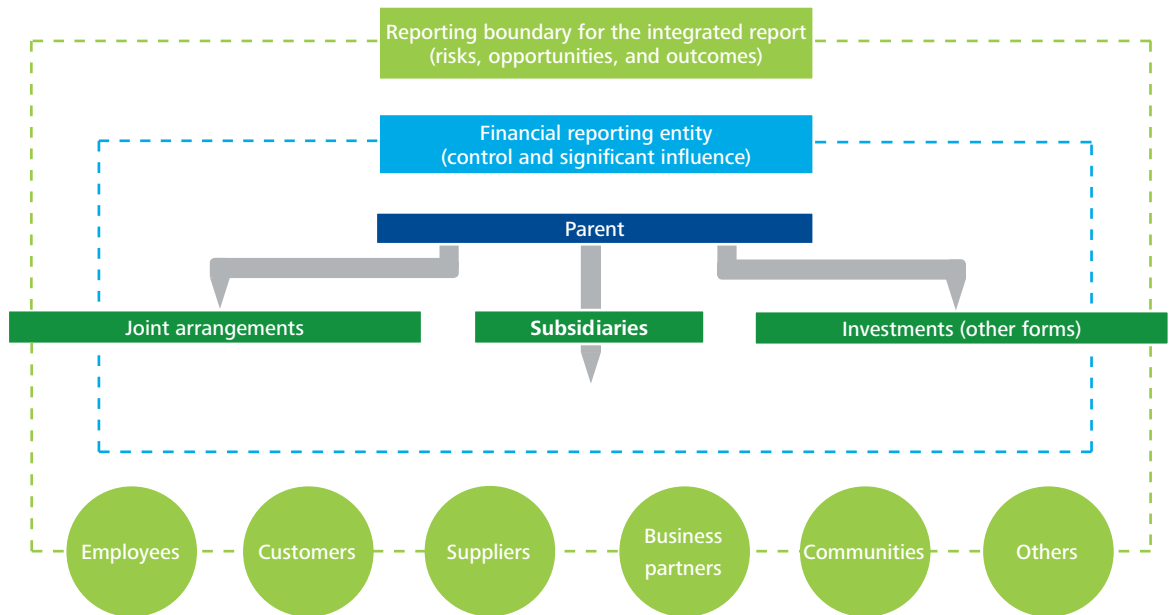 Reporting boundary for the integrated report
(risks, opportunities, and outcomes)
Financial reporting entity
(control and significant influence)
Parent
Joint arrangements
Subsidiaries
Investments (other forms)
Employees
Customers
Suppliers
Business
partners
Communities
Others